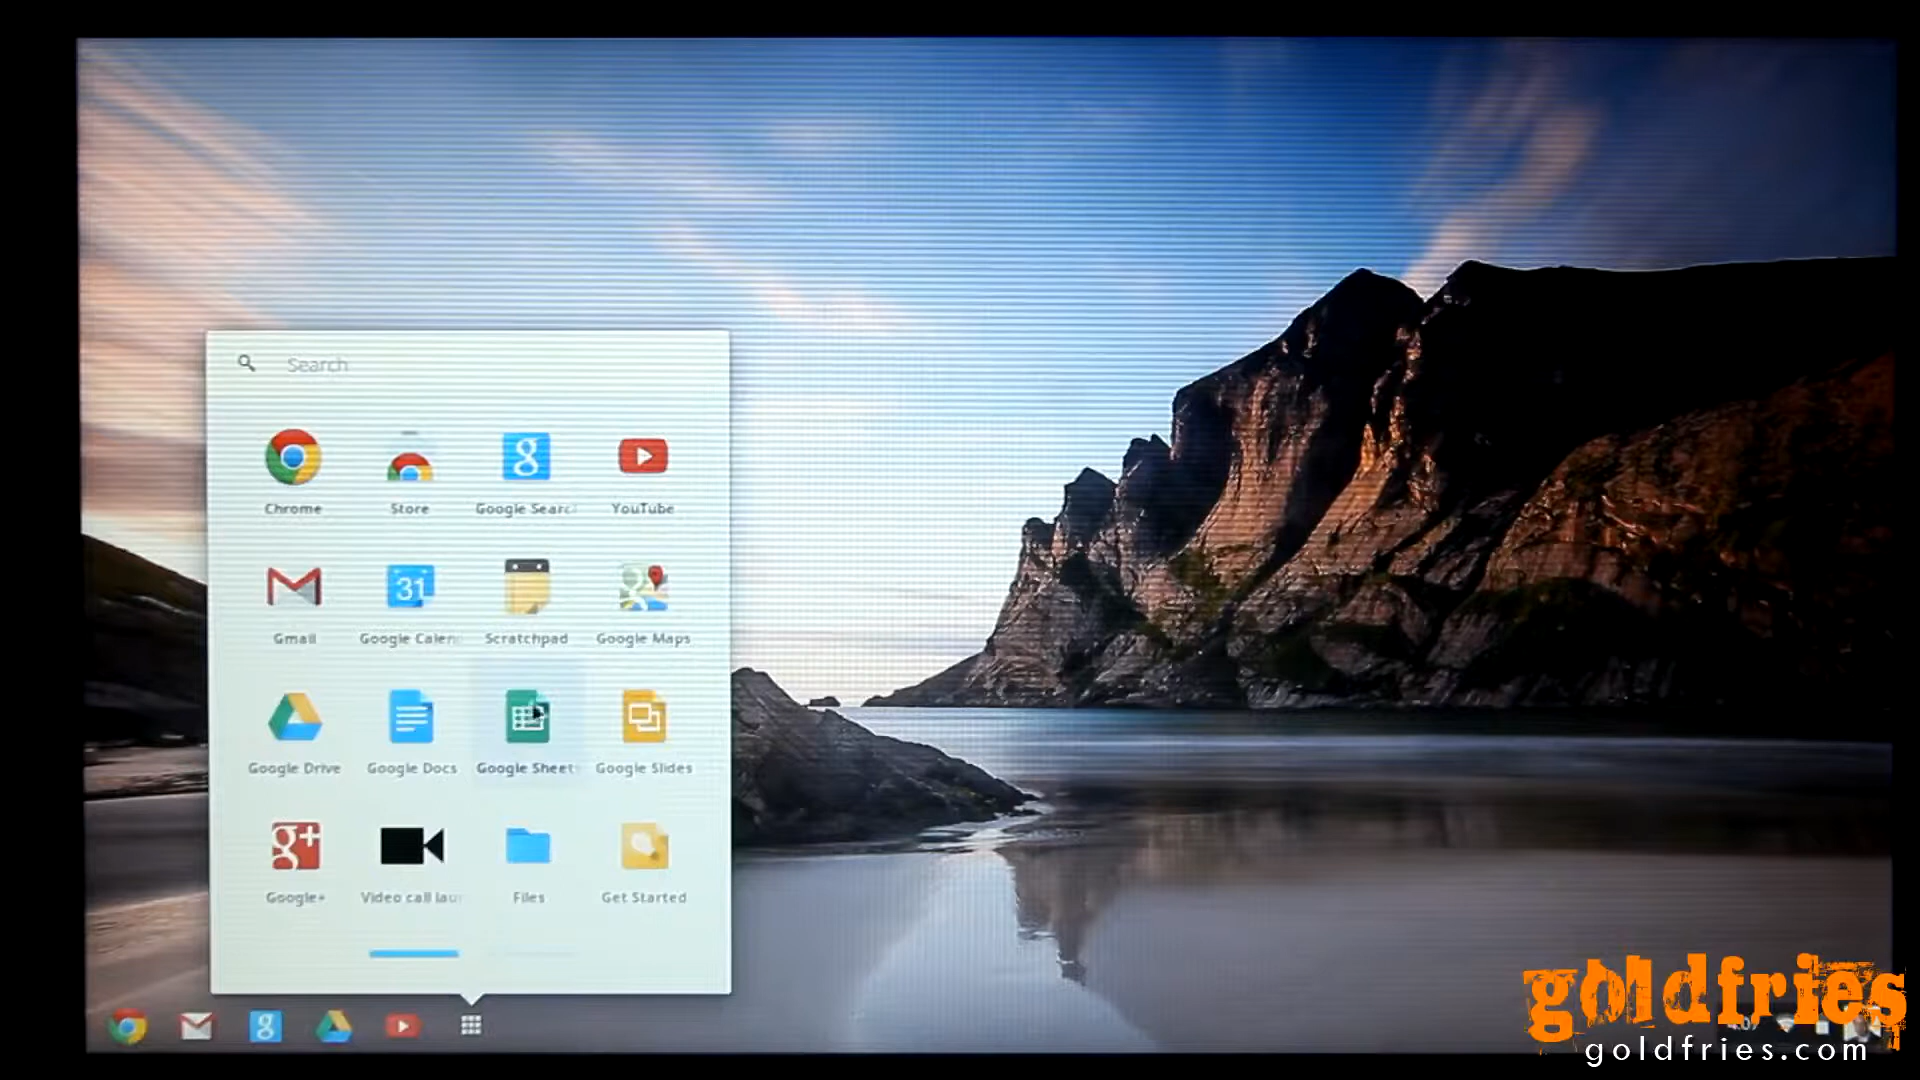 Search
Chrome
Store
Google Searc
YouTube
31
Gmail
Google Calen
Scratchpad
Google Maps
Google Drive
Google Docs
Google Sheets
Google Slides
g+
Google+
Video call lau
Files
Get Started
goldfries
goldfries.com